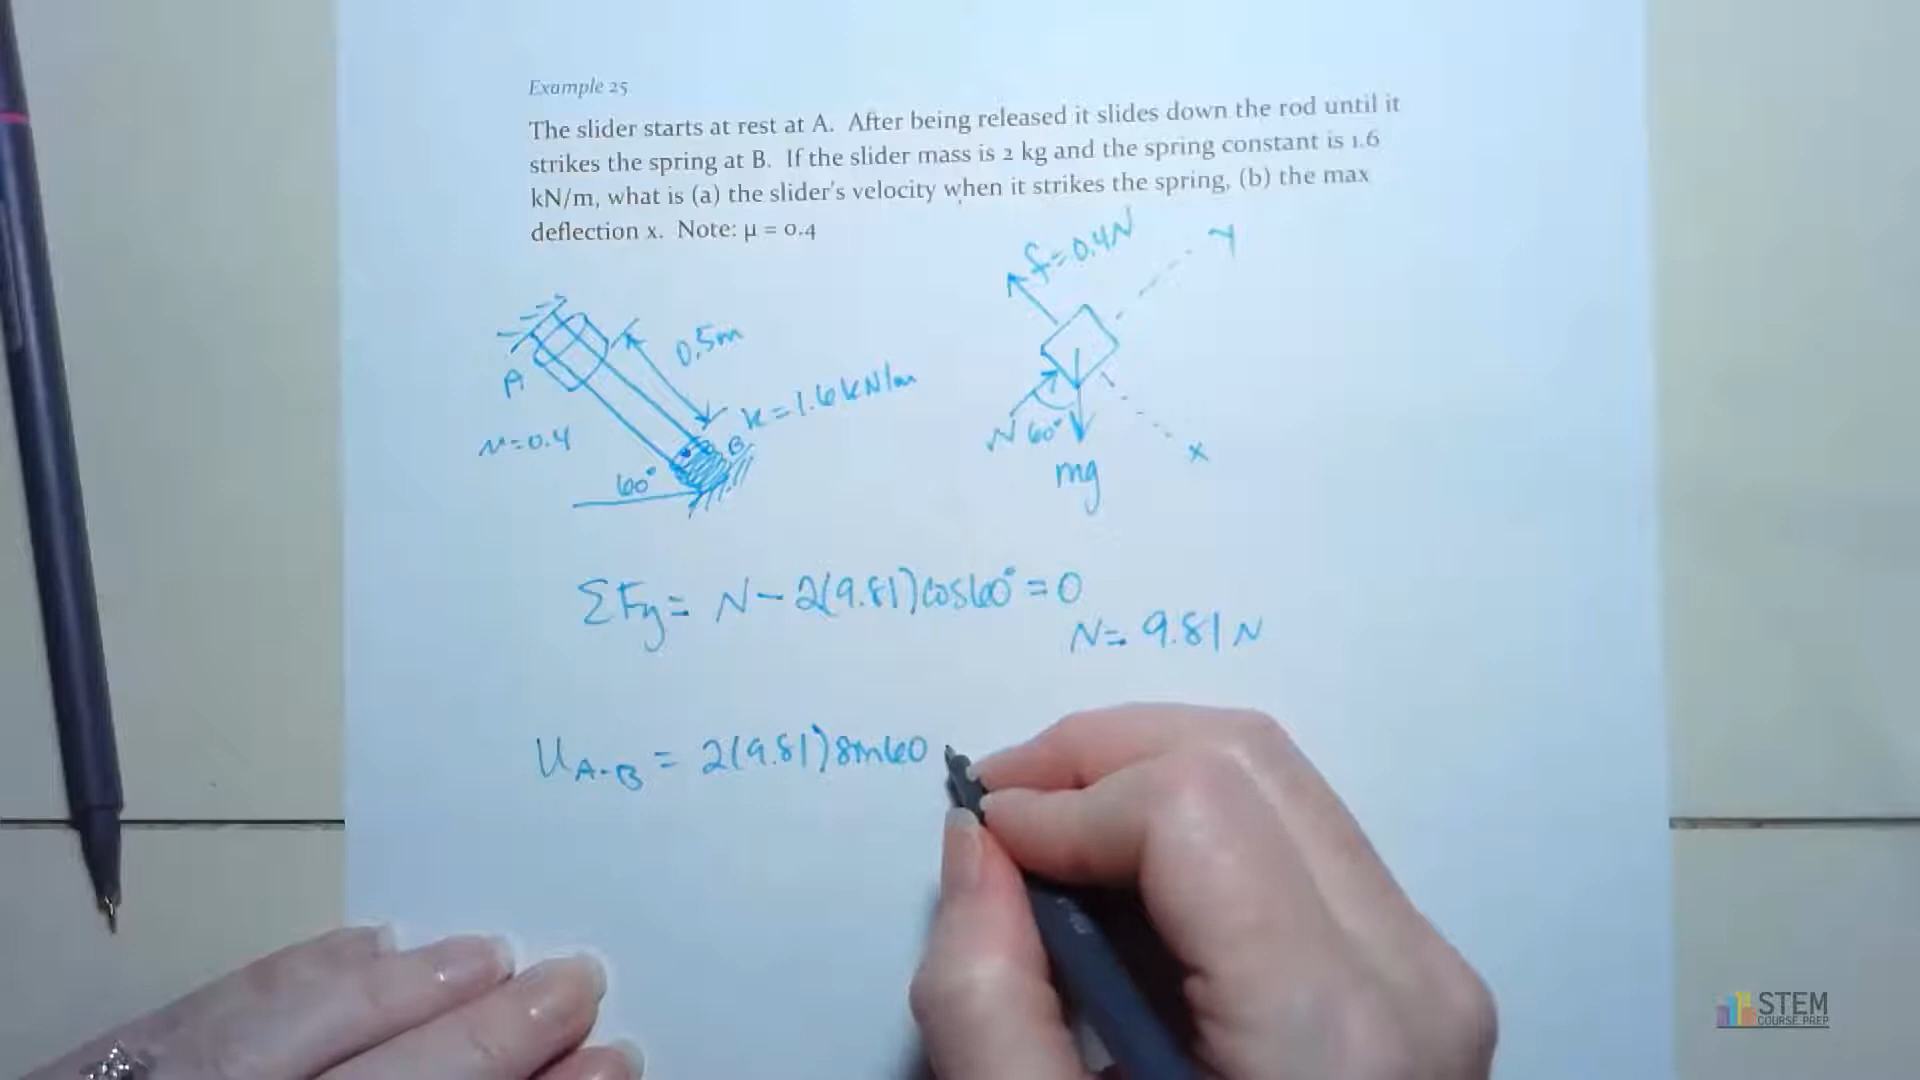 Example 25
The slider starts at rest at A. After being released it slides down the rod until it
strikes the spring at B. If the slider mass is 2 kg and the spring constant is 1.6
kN/m, what is (a) the slider's velocity when it strikes the spring, (b) the max
deflection x. Note: μ = 0.4
f=0.4N
Y
0.5m
A
k=1.6kN/m
μ=0.4
B
60°
N 60°
x
mg
ΣFy = N - 2(9.81)cos60° = 0
N = 9.81 N
U A-B = 2(9.81)sin60
STEM
COURSE PREP